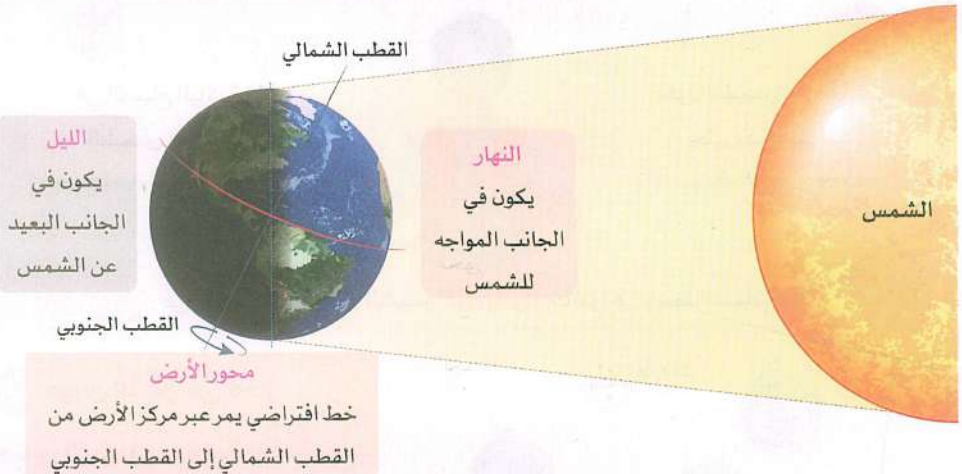 القطب الشمالي
الشمس
النهار
يكون في
الجانب المواجه
للشمس
الليل
يكون في
الجانب البعيد
عن الشمس
القطب الجنوبي
محور الأرض
خط افتراضي يمر عبر مركز الأرض من
القطب الشمالي إلى القطب الجنوبي